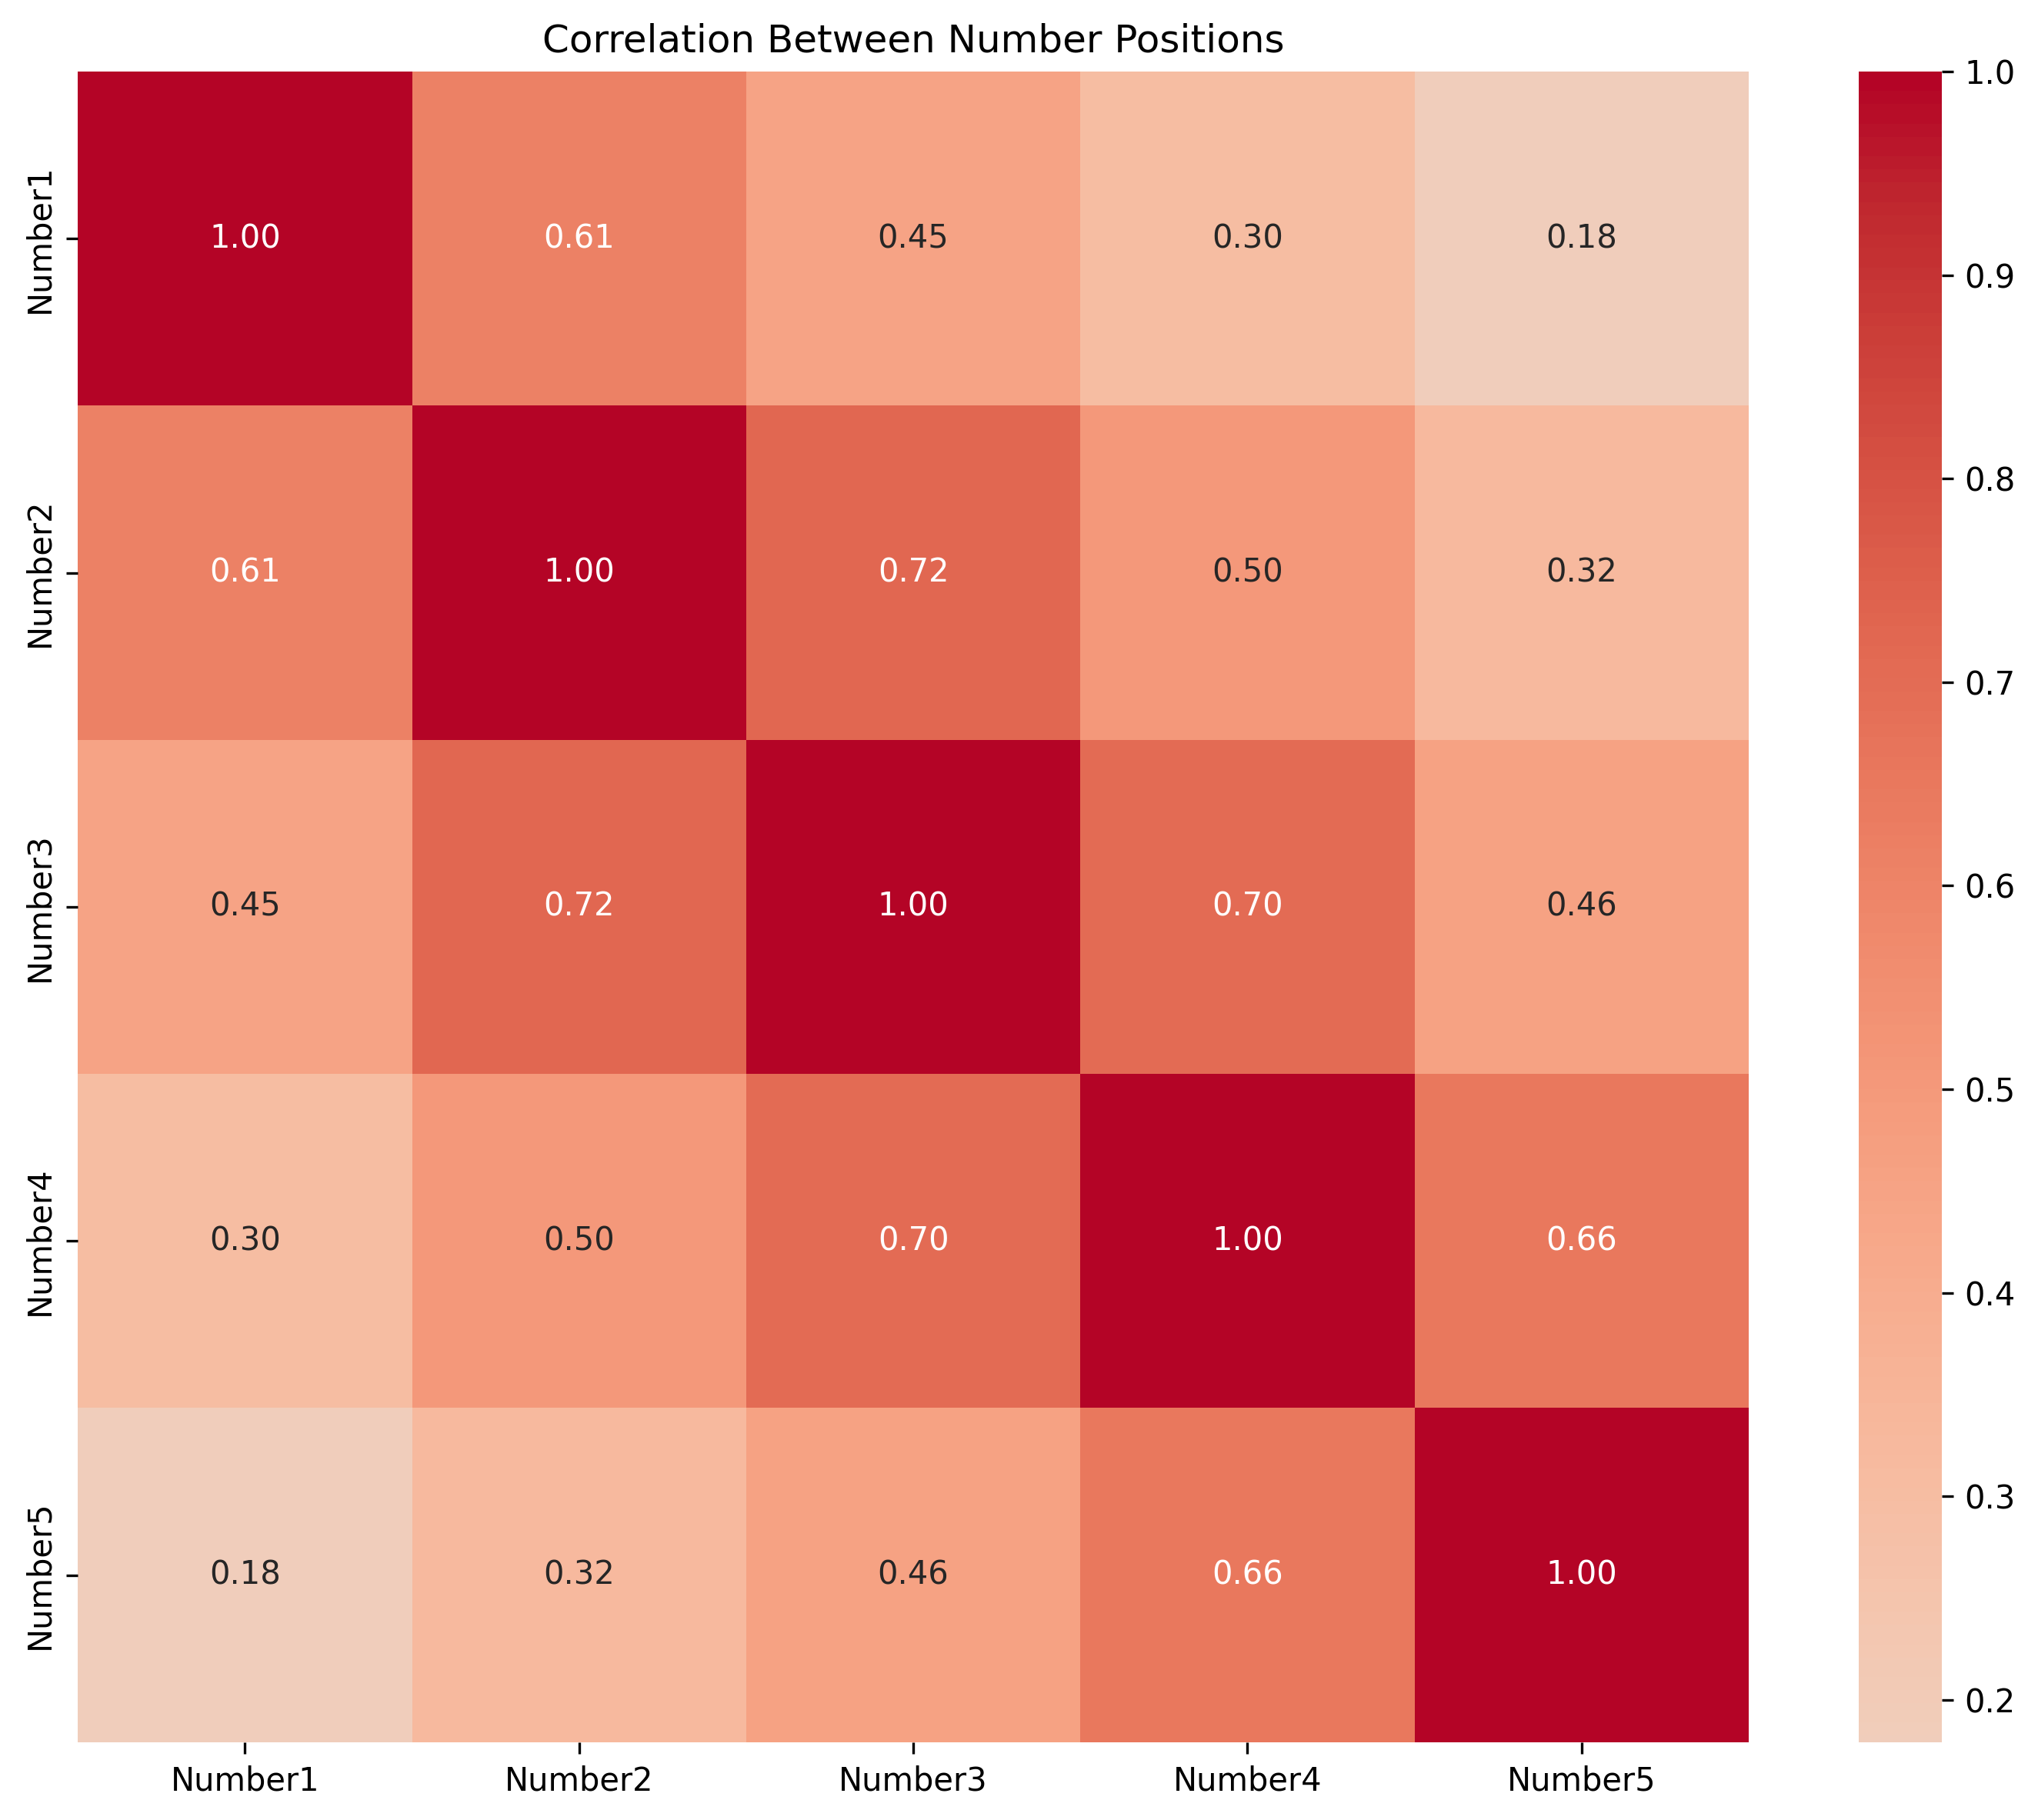 Correlation Between Number Positions
Number1
1.00 0.61 0.45 0.30 0.18
Number2
0.61 1.00 0.72 0.50 0.32
Number3
0.45 0.72 1.00 0.70 0.46
Number4
0.30 0.50 0.70 1.00 0.66
Number5
0.18 0.32 0.46 0.66 1.00
Number1 Number2 Number3 Number4 Number5
1.0
0.9
0.8
0.7
0.6
0.5
0.4
0.3
0.2